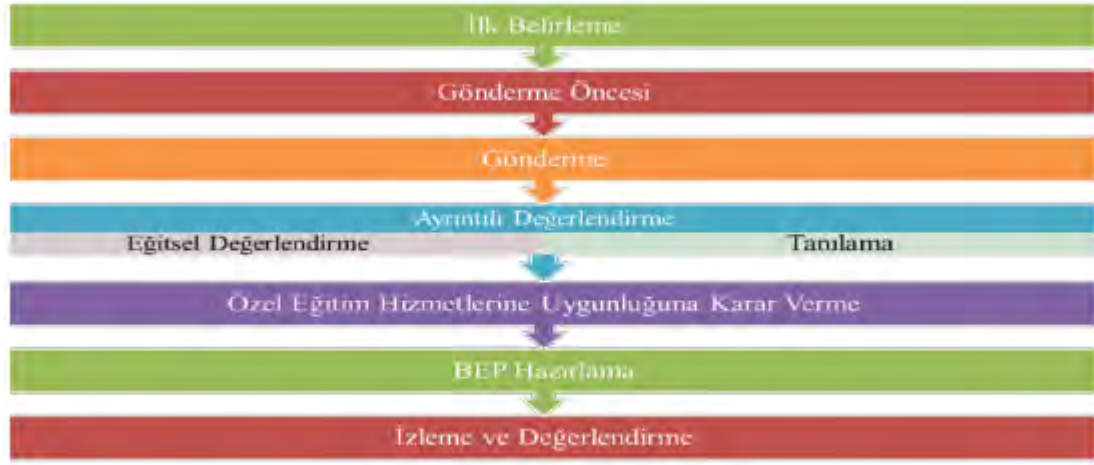 İlk Belirleme
Gönderme Öncesi
Gönderme
Ayrıntılı Değerlendirme
Eğitsel Değerlendirme
Tanılama
Özel Eğitim Hizmetlerine Uygunluğuna Karar Verme
BEP Hazırlama
İzleme ve Değerlendirme